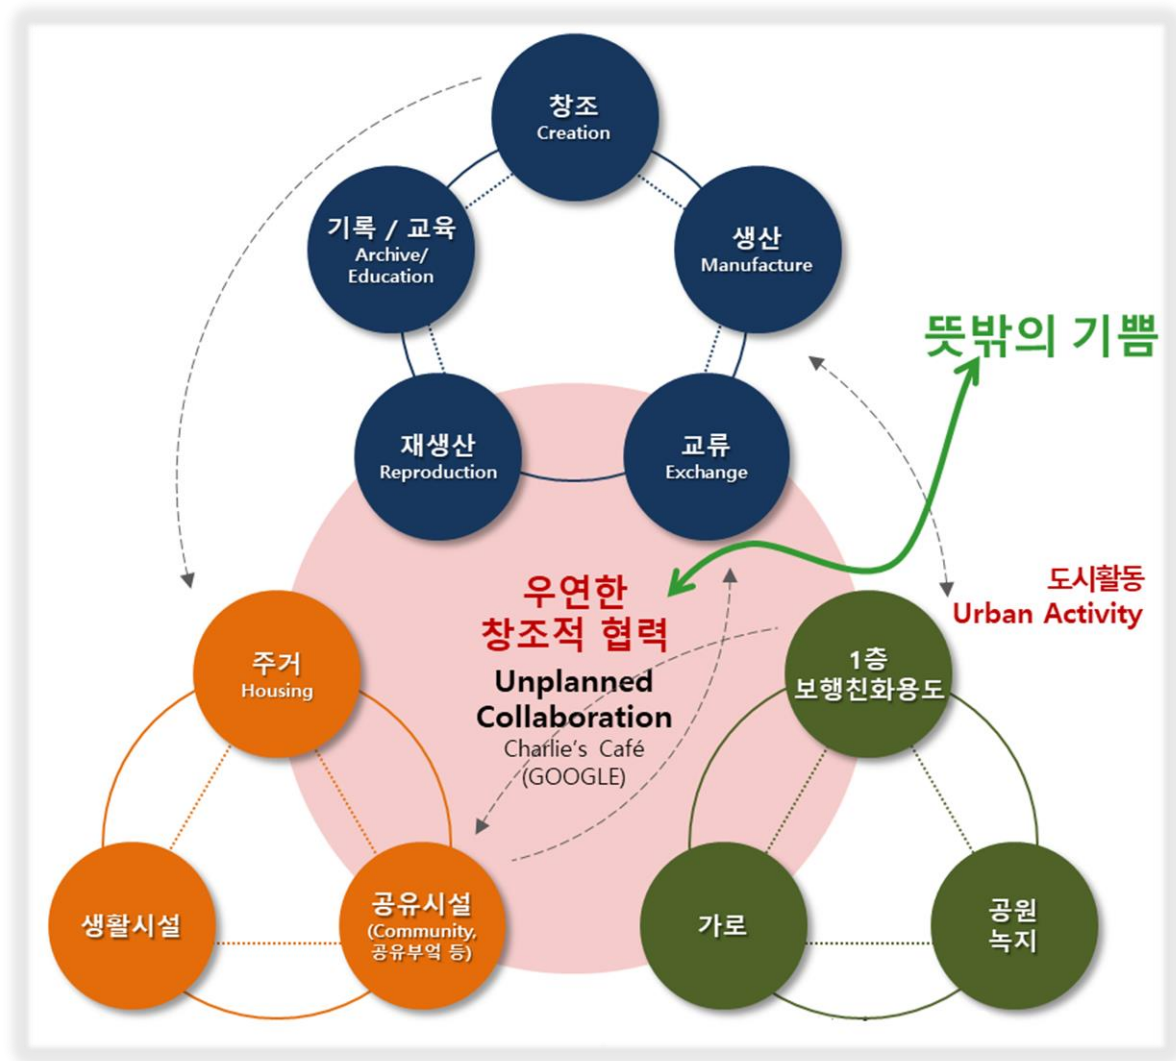 창조
Creation
기록 / 교육
Archive/
Education
생산
Manufacture
뜻밖의 기쁨
재생산
Reproduction
교류
Exchange
우연한
창조적 협력
Unplanned
Collaboration
Charlie's Café
(GOOGLE)
도시활동
Urban Activity
주거
Housing
1층
보행친화용도
생활시설
공유시설
(Community,
공유부엌 등)
가로
공원
녹지